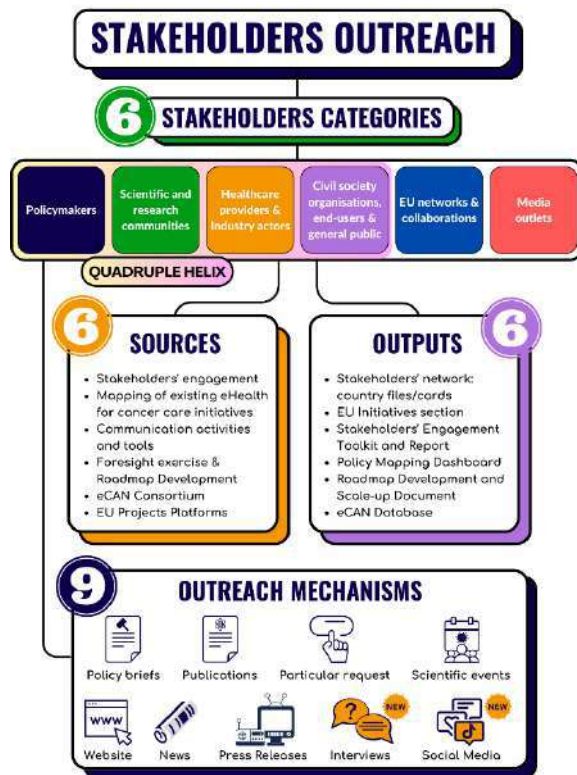 STAKEHOLDERS OUTREACH
6 STAKEHOLDERS CATEGORIES
Policymakers
Scientific and
research
communities
Healthcare
providers &
industry actors
Civil society
organisations,
end-users &
general public
EU networks &
collaborations
Media
outlets
QUADRUPLE HELIX
6
SOURCES
• Stakeholders' engagement
• Mapping of existing eHealth
for cancer care initiatives
• Communication activities
and tools
• Foresight exercise &
Roadmap Development
• eCAN Consortium
• EU Projects Platforms
6
OUTPUTS
• Stakeholders' network:
country files/cards
• EU Initiatives section
• Stakeholders' Engagement
Toolkit and Report
• Policy Mapping Dashboard
• Roadmap Development and
Scale-up Document
• eCAN Database
9
OUTREACH MECHANISMS
Policy briefs
Publications
Particular request
Scientific events
WWW
Website
News
Press Releases
?
NEW
Interviews
NEW
Social Media